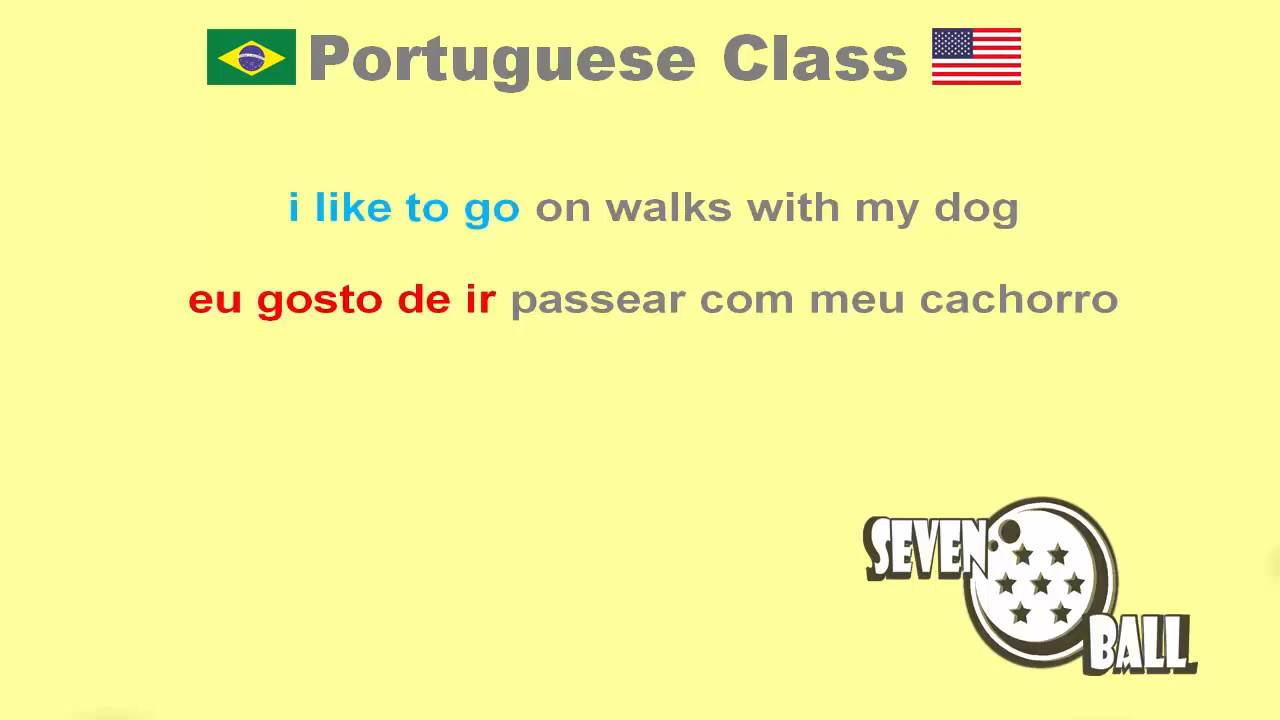 Portuguese Class
i like to go on walks with my dog
eu gosto de ir passear com meu cachorro
SEVEN
BALL